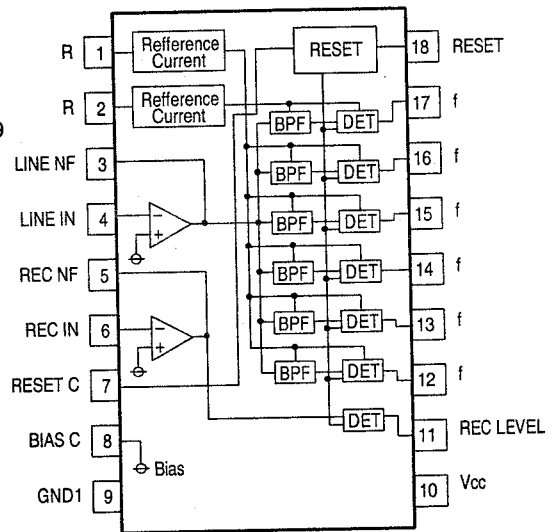 R 1 Refference Current RESET 18 RESET
R 2 Refference Current BPF DET 17 f
9
LINE NF 3 BPF DET 16 f
LINE IN 4 − + BPF DET 15 f
REC NF 5 BPF DET 14 f
REC IN 6 − + BPF DET 13 f
RESET C 7 BPF DET 12 f
BIAS C 8 Bias DET 11 REC LEVEL
GND1 9 10 Vcc